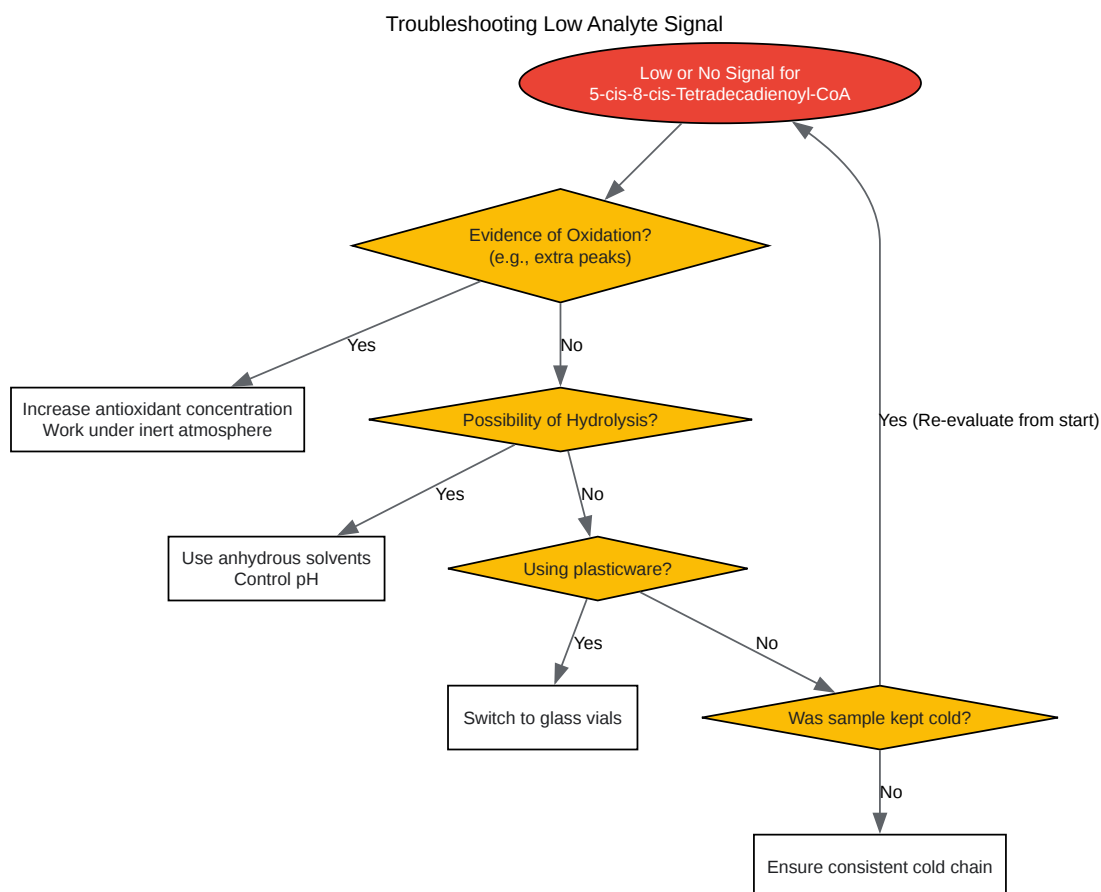 Troubleshooting Low Analyte Signal
Low or No Signal for
5-cis-8-cis-Tetradecadienoyl-CoA
Evidence of Oxidation?
(e.g., extra peaks)
Yes
No
Increase antioxidant concentration
Work under inert atmosphere
Possibility of Hydrolysis?
Yes (Re-evaluate from start)
Yes
No
Use anhydrous solvents
Control pH
Using plasticware?
Yes
No
Switch to glass vials
Was sample kept cold?
No
Ensure consistent cold chain